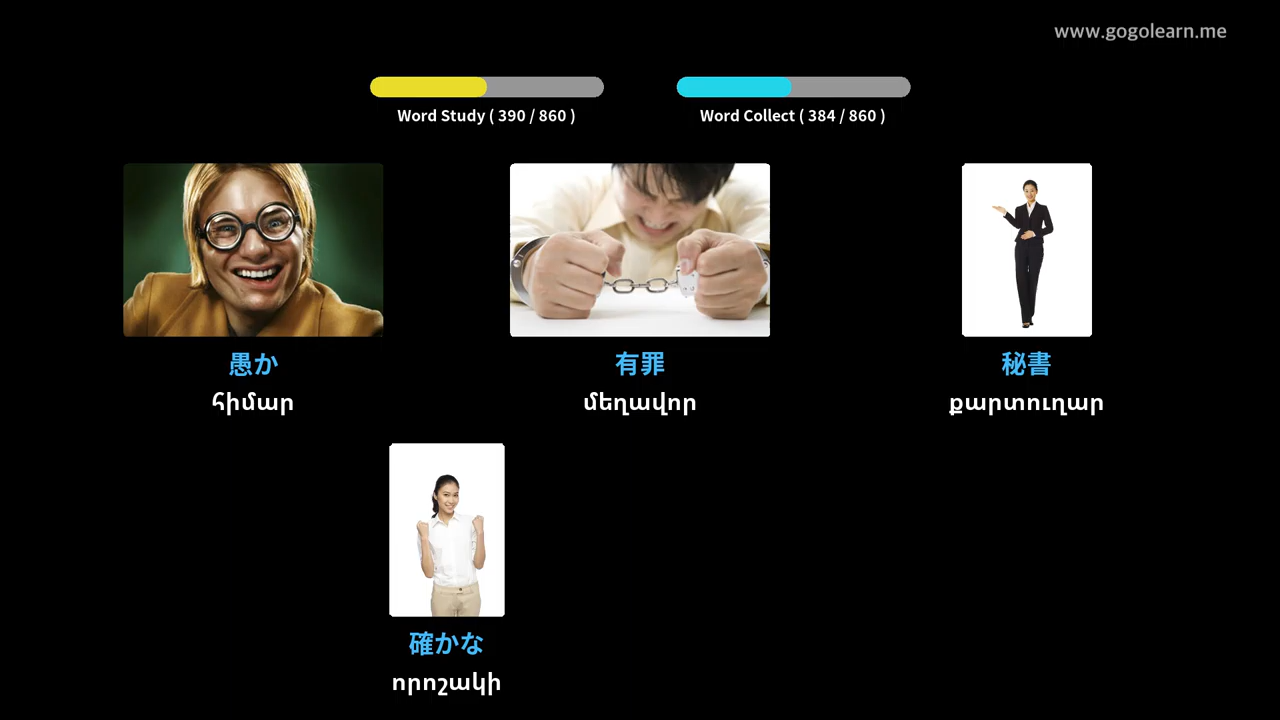 www.gogolearn.me
Word Study ( 390 / 860 )
Word Collect ( 384 / 860 )
愚か
հիմար
有罪
մեղավոր
秘書
քարտուղար
確かな
որոշակի